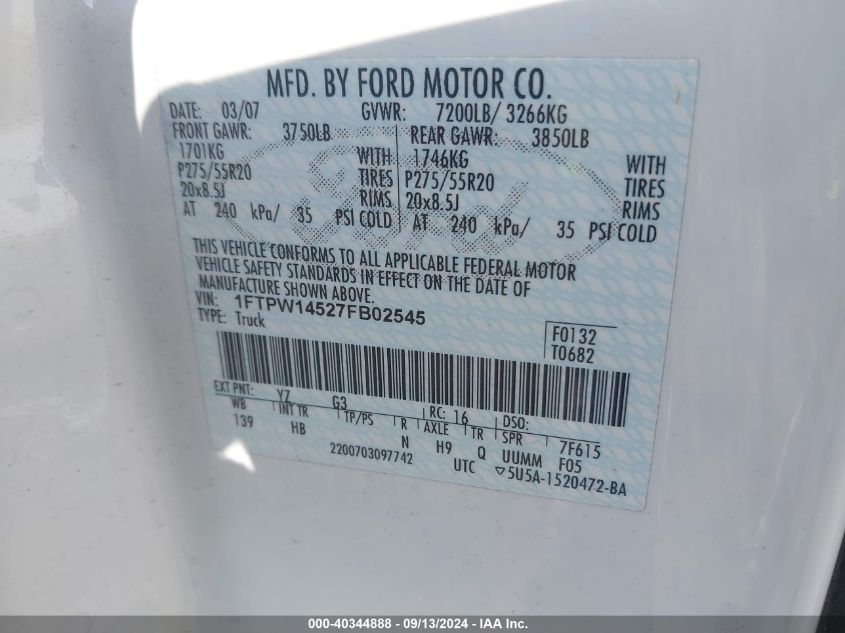 MFD. BY FORD MOTOR CO.
DATE: 03/07 GVWR: 7200LB/ 3266KG
FRONT GAWR: 3750LB REAR GAWR: 3850LB
1701KG WITH 1746KG WITH
P275/55R20 TIRES P275/55R20 TIRES
20x8.5J RIMS 20x8.5J RIMS
AT 240 kPa/ 35 PSI COLD AT 240 kPa/ 35 PSI COLD
THIS VEHICLE CONFORMS TO ALL APPLICABLE FEDERAL MOTOR
VEHICLE SAFETY STANDARDS IN EFFECT ON THE DATE OF
MANUFACTURE SHOWN ABOVE.
VIN: 1FTPW14527FB02545
TYPE: Truck
F0132
T0682
EXT PNT: YZ G3 RC: 16 DSO:
WB INT TR TP/PS R AXLE TR SPR 7F615
139 HB N H9 Q UUMM F05
2200703097742 UTC ▽5U5A-1520472-BA
Ford
000-40344888 - 09/13/2024 - IAA Inc.